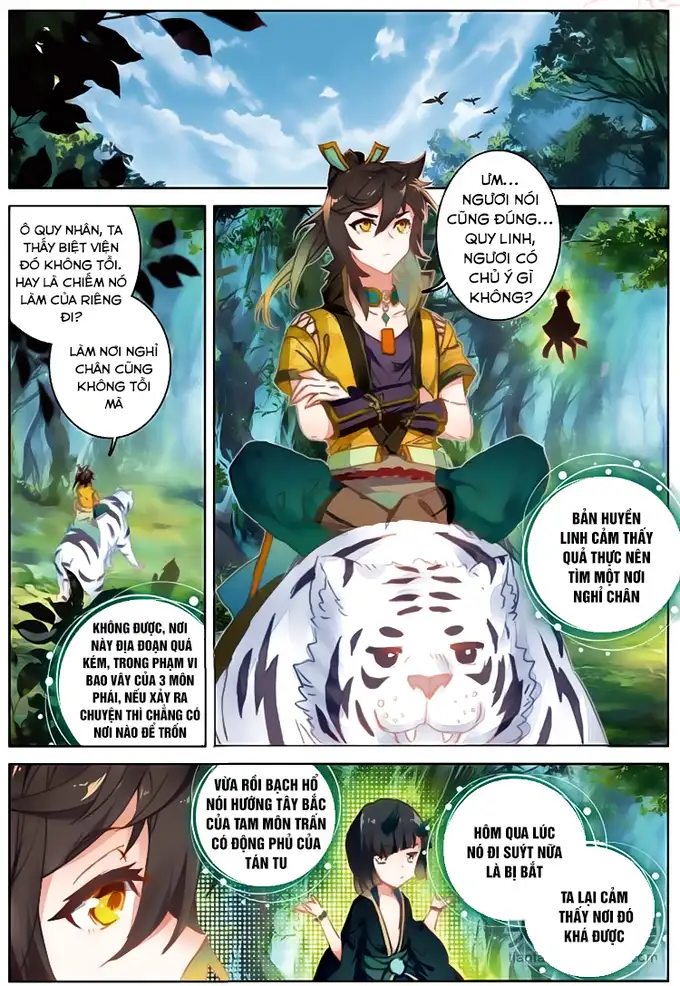 Ô QUY NHÂN, TA
THẤY BIỆT VIỆN
ĐÓ KHÔNG TỒI.
HAY LÀ CHIẾM NÓ
LÀM CỦA RIÊNG
ĐI?
LÀM NƠI NGHỈ
CHÂN CŨNG
KHÔNG TỒI
MÀ
KHÔNG ĐƯỢC, NƠI
NÀY ĐỊA ĐOẠN QUÁ
KÉM, TRONG PHẠM VI
BAO VÂY CỦA 3 MÔN
PHÁI, NẾU XẢY RA
CHUYỆN THÌ CHẲNG CÓ
NƠI NÀO ĐỂ TRỐN
ƯM...
NGƯƠI NÓI
CŨNG ĐÚNG...
QUY LINH,
NGƯƠI CÓ
CHỦ Ý GÌ
KHÔNG?
BẢN HUYỀN
LINH CẢM THẤY
QUẢ THỰC NÊN
TÌM MỘT NƠI
NGHỈ CHÂN
VỪA RỒI BẠCH HỔ
NÓI HƯỚNG TÂY BẮC
CỦA TAM MÔN TRẤN
CÓ ĐỘNG PHỦ CỦA
TÁN TU
HÔM QUA LÚC
NÓ ĐI SUÝT NỮA
LÀ BỊ BẮT
TA LẠI CẢM
THẤY NƠI ĐÓ
KHÁ ĐƯỢC